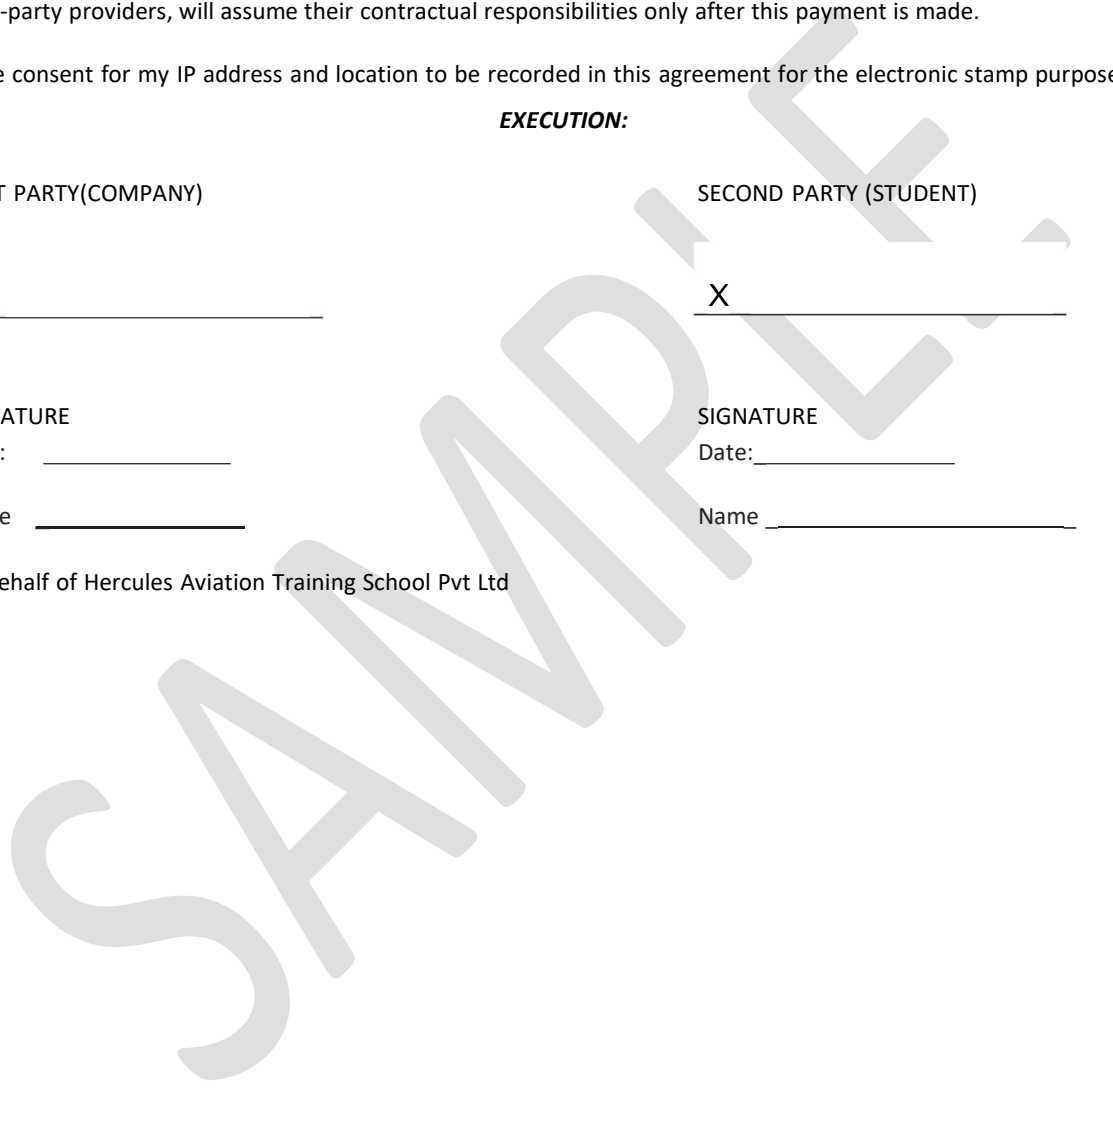 -party providers, will assume their contractual responsibilities only after this payment is made.
e consent for my IP address and location to be recorded in this agreement for the electronic stamp purpose
EXECUTION:
T PARTY(COMPANY)
SECOND PARTY (STUDENT)
X
ATURE
SIGNATURE
:
Date:
e
Name
ehalf of Hercules Aviation Training School Pvt Ltd
SAMPLE